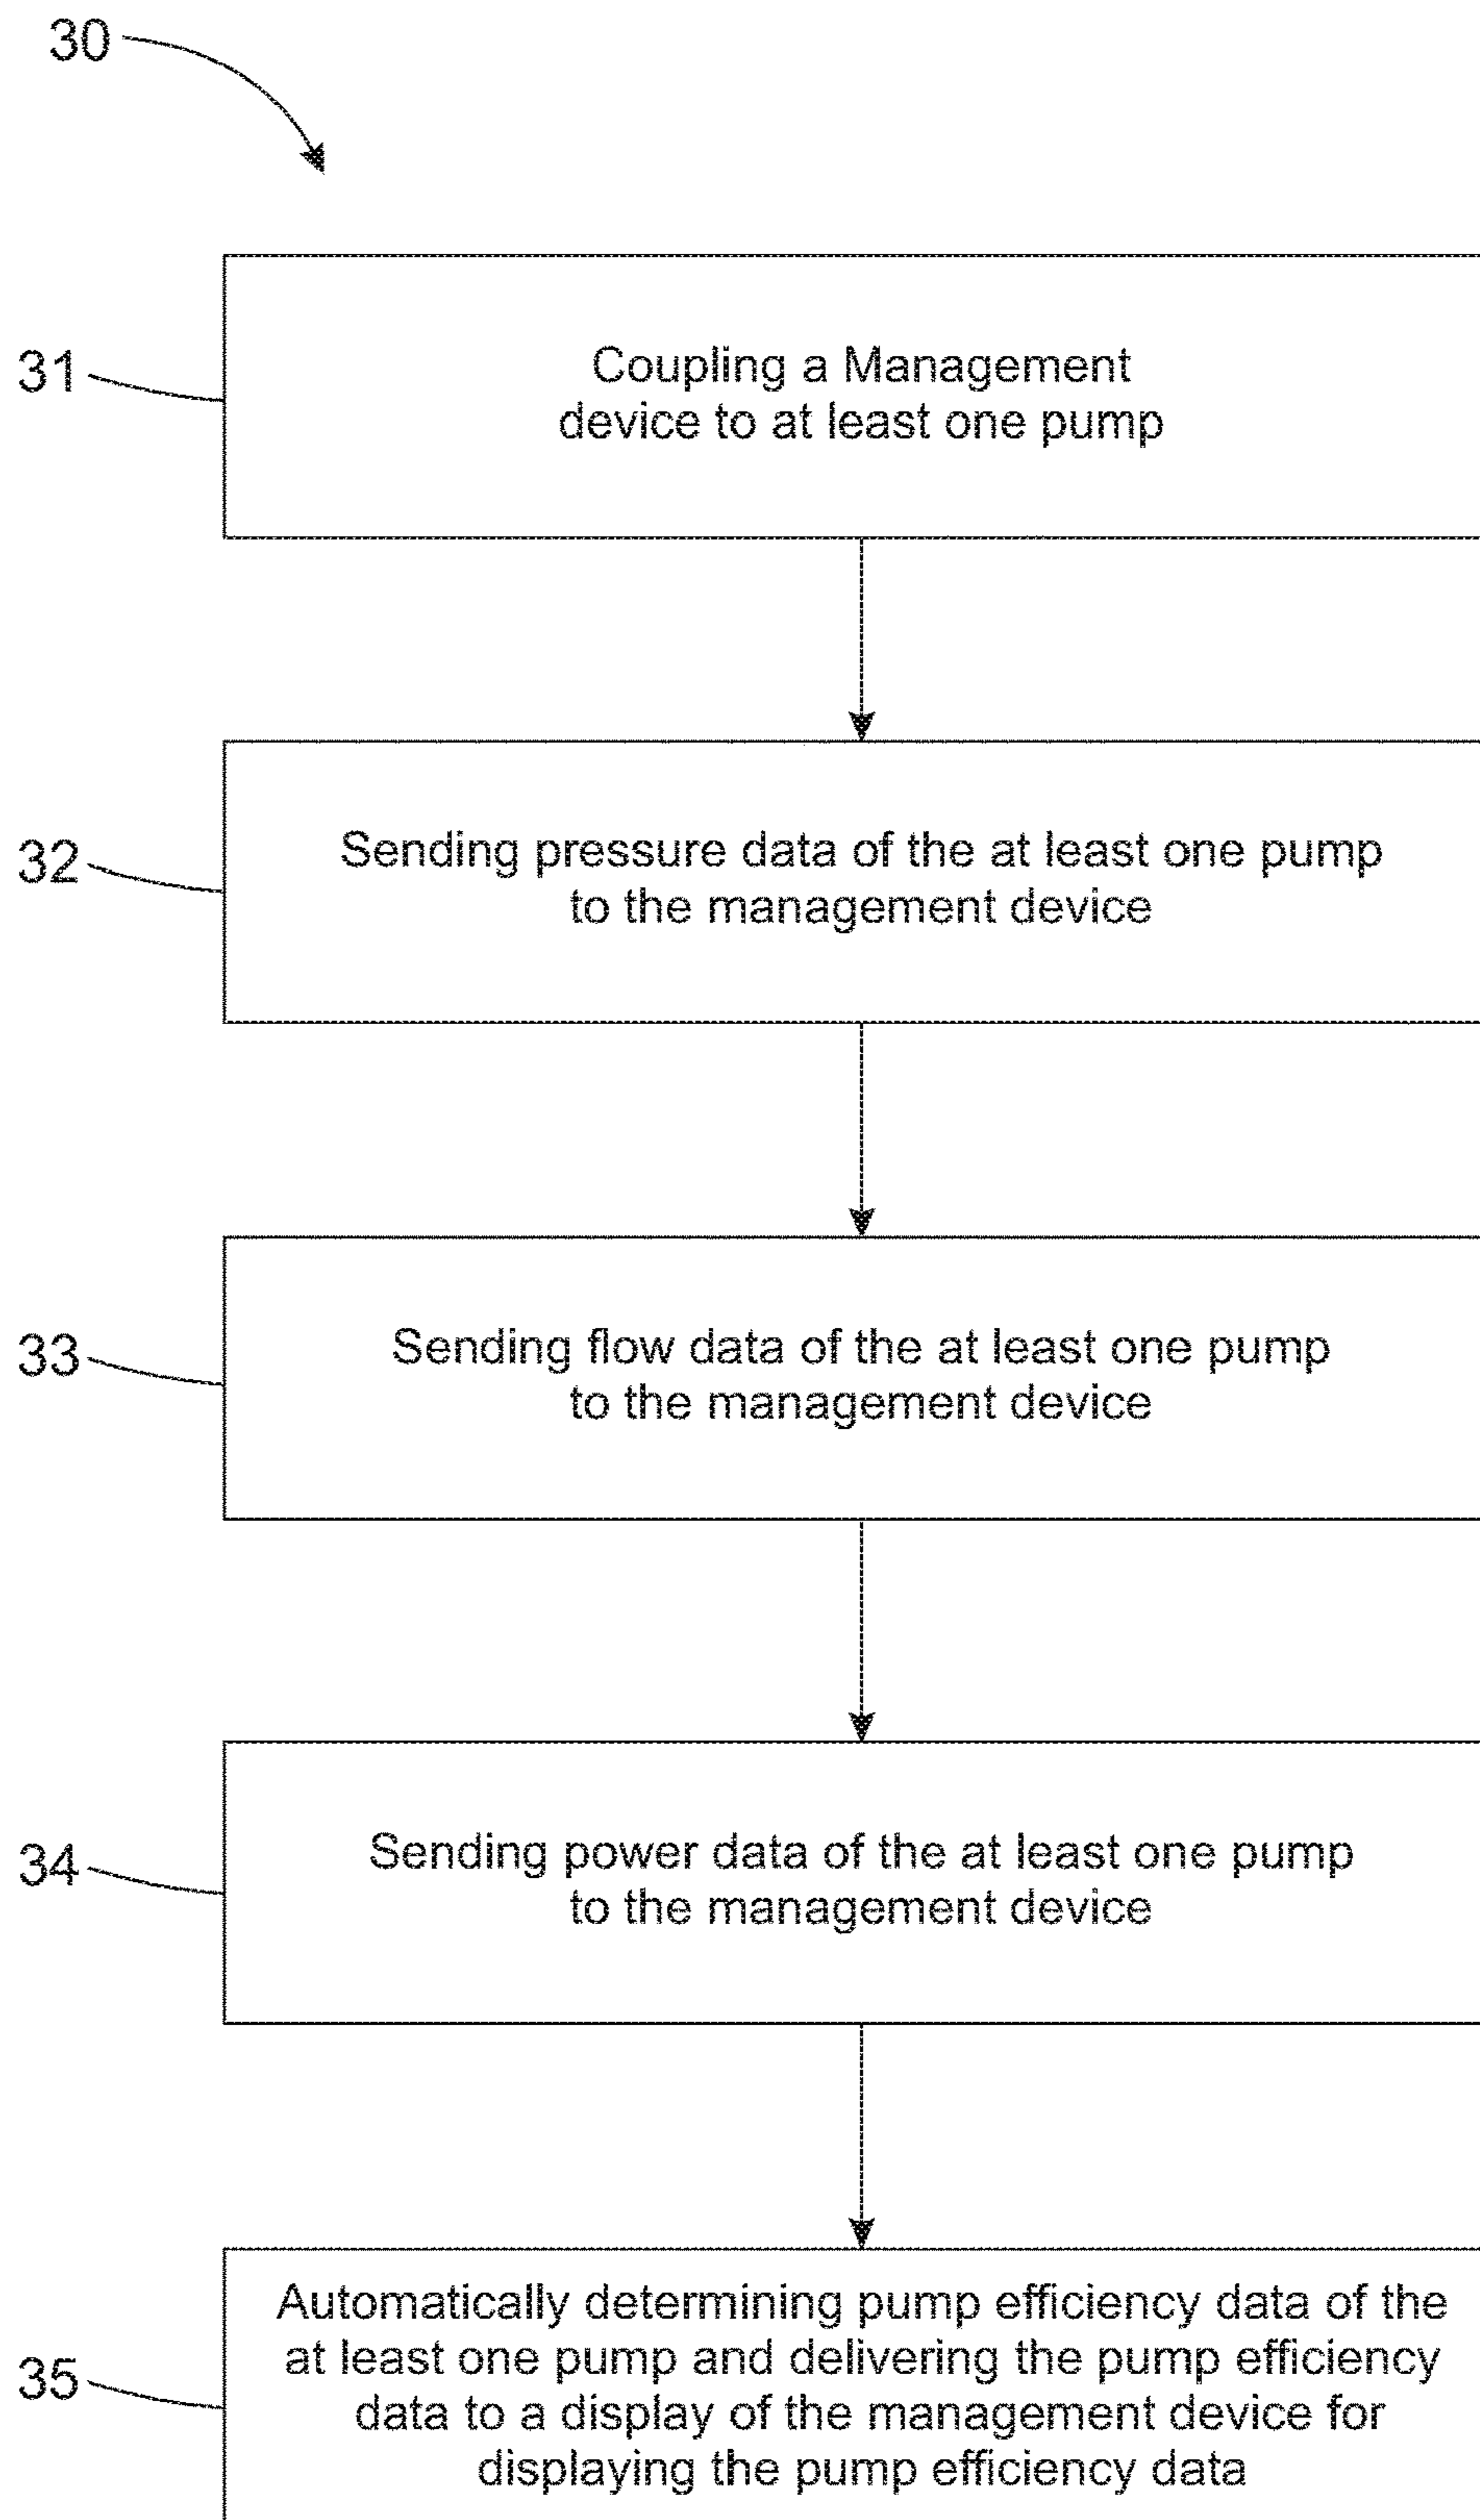 30
31
Coupling a Management
device to at least one pump
32
Sending pressure data of the at least one pump
to the management device
33
Sending flow data of the at least one pump
to the management device
34
Sending power data of the at least one pump
to the management device
35
Automatically determining pump efficiency data of the
at least one pump and delivering the pump efficiency
data to a display of the management device for
displaying the pump efficiency data